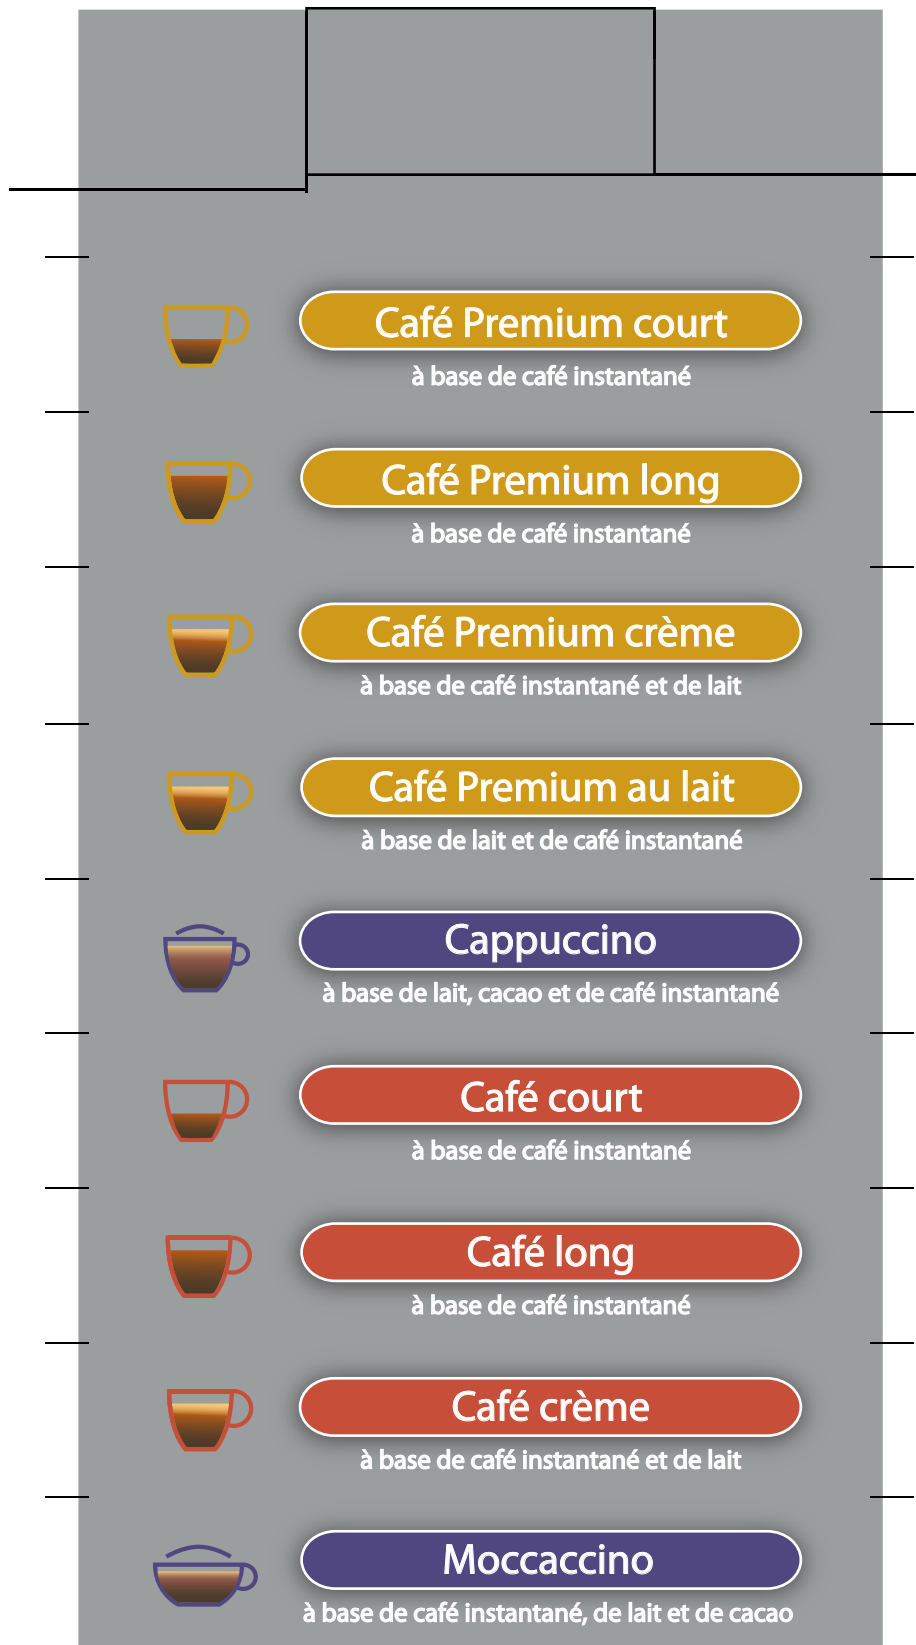 Café Premium court
à base de café instantané
Café Premium long
à base de café instantané
Café Premium crème
à base de café instantané et de lait
Café Premium au lait
à base de lait et de café instantané
Cappuccino
à base de lait, cacao et de café instantané
Café court
à base de café instantané
Café long
à base de café instantané
Café crème
à base de café instantané et de lait
Moccaccino
à base de café instantané, de lait et de cacao